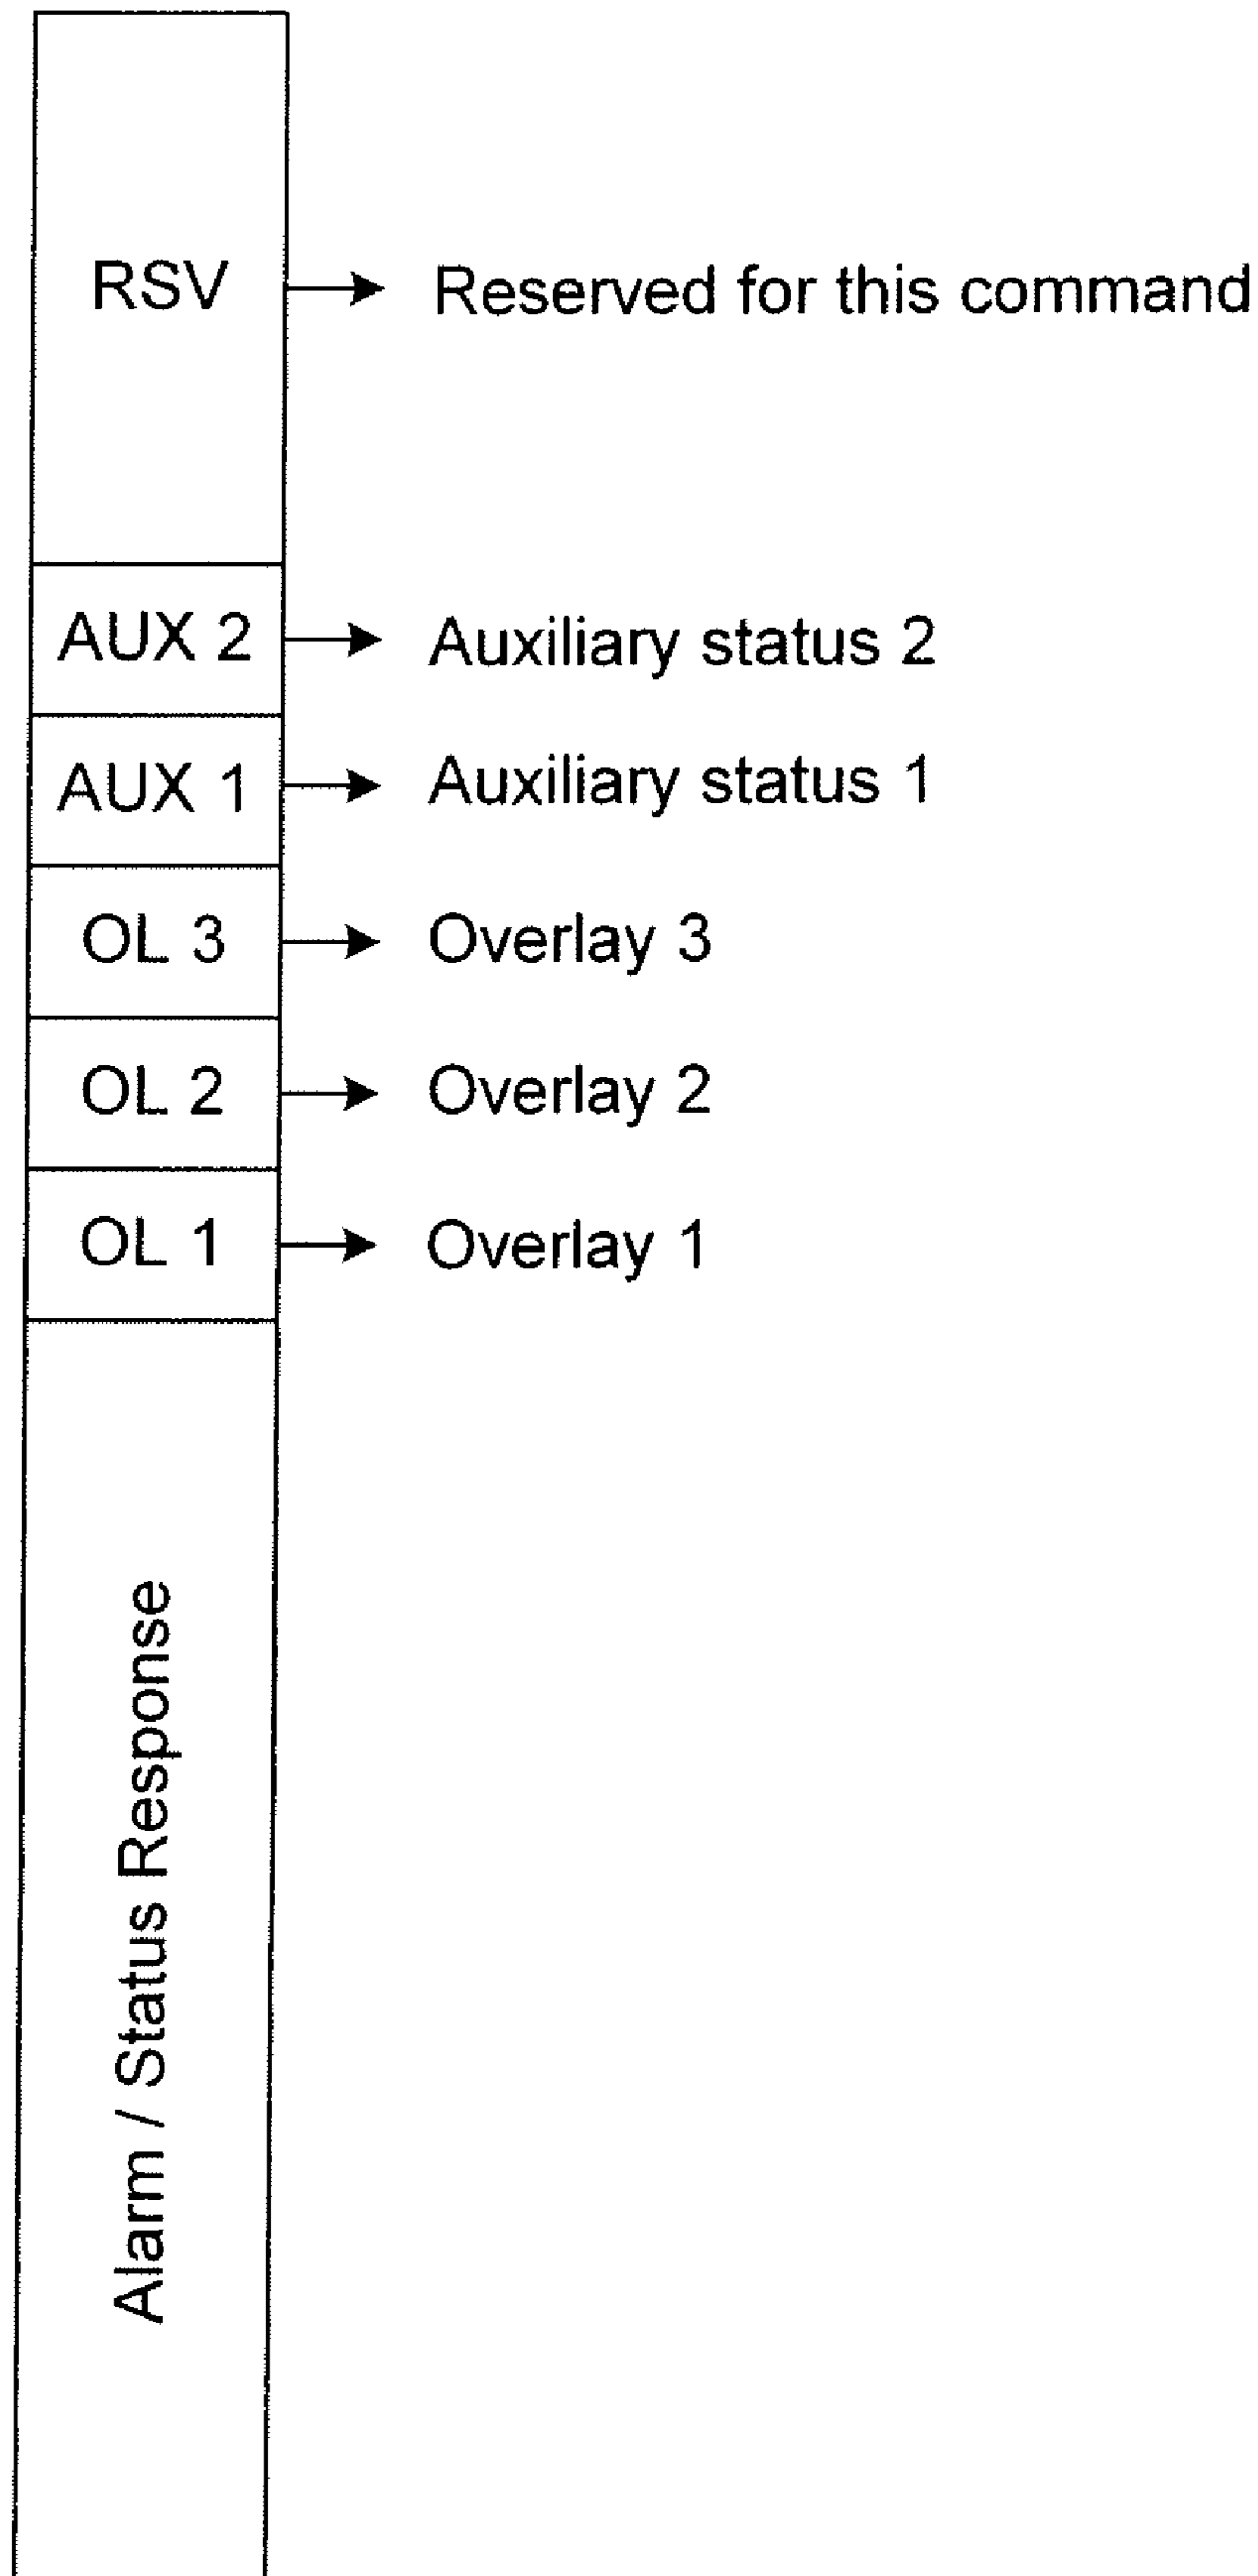 RSV → Reserved for this command
AUX 2 → Auxiliary status 2
AUX 1 → Auxiliary status 1
OL 3 → Overlay 3
OL 2 → Overlay 2
OL 1 → Overlay 1
Alarm / Status Response